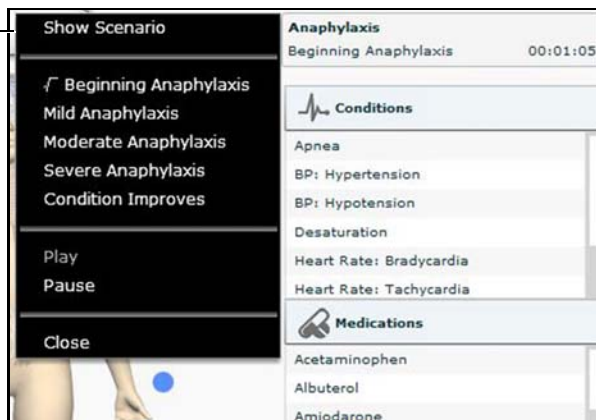 Show Scenario
√ Beginning Anaphylaxis
Mild Anaphylaxis
Moderate Anaphylaxis
Severe Anaphylaxis
Condition Improves
Play
Pause
Close
Anaphylaxis
Beginning Anaphylaxis 00:01:05
Conditions
Apnea
BP: Hypertension
BP: Hypotension
Desaturation
Heart Rate: Bradycardia
Heart Rate: Tachycardia
Medications
Acetaminophen
Albuterol
Amiodarone